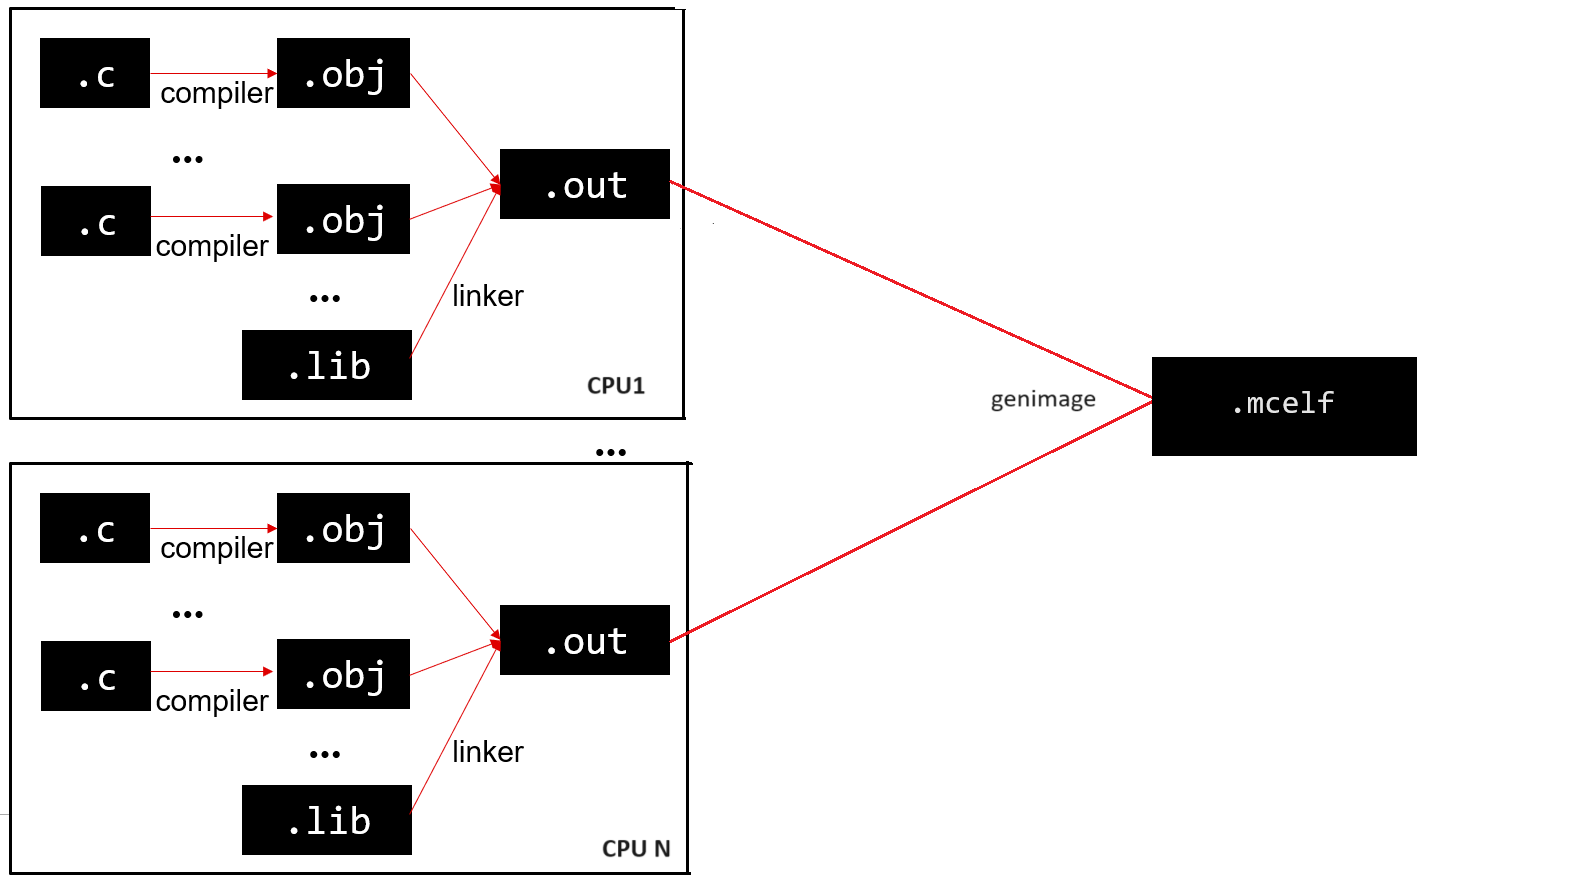 .c
compiler
.obj
...
.c
compiler
.obj
.out
...
linker
.lib
CPU1
...
genimage
.mcelf
.c
compiler
.obj
...
.c
compiler
.obj
.out
...
linker
.lib
CPU N